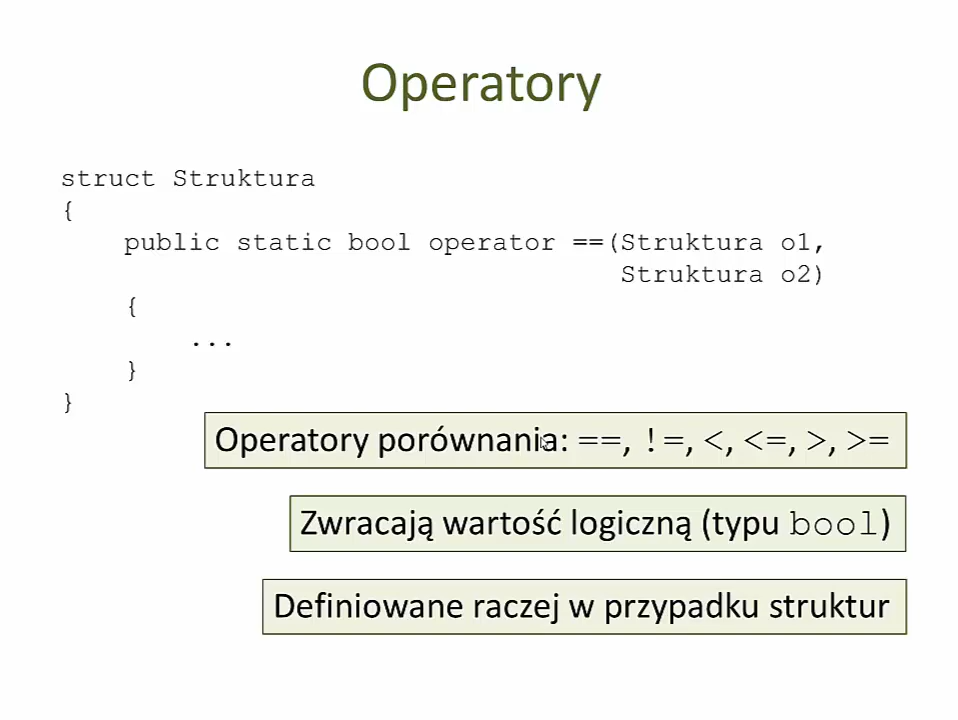 Operatory
struct Struktura
{
    public static bool operator ==(Struktura o1,
                                   Struktura o2)
    {
        ...
    }
}
Operatory porównania: ==, !=, <, <=, >, >=
Zwracają wartość logiczną (typu bool)
Definiowane raczej w przypadku struktur